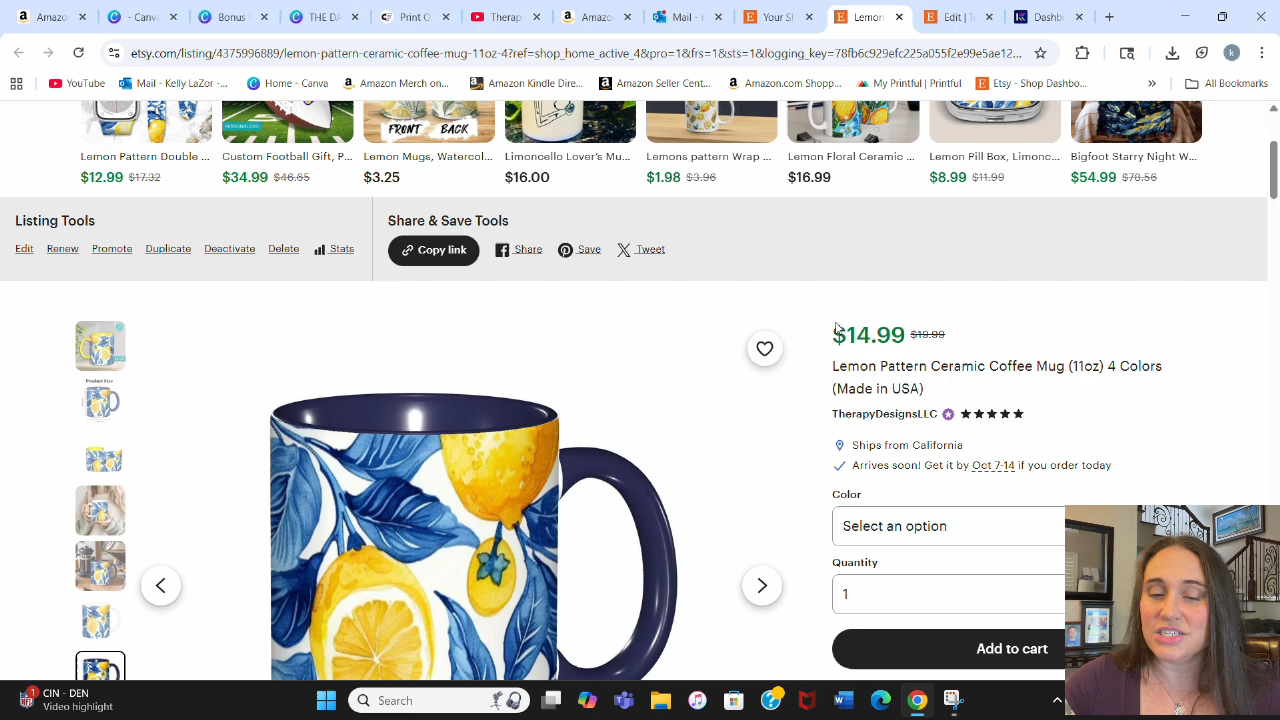 Amazo
- Canva
Bonus
THE DA
Print O
Therap
Amazo
Mail - K
Your Sh
Lemon
Edit | Tr
Dashb
etsy.com/listing/4375996889/lemon-pattern-ceramic-coffee-mug-11oz-4?ref=shop_home_active_4&pro=1&frs=1&sts=1&logging_key=78fb6c929efc225a055f2e99e5ae12...
YouTube
Mail - Kelly LaZor -...
Home - Canva
Amazon Merch on...
Amazon Kindle Dire...
Amazon Seller Cent...
Amazon.com Shopp...
My Printful | Printful
Etsy - Shop Dashbo...
All Bookmarks
PERSONALIZED
FRONT BACK
Lemon Pattern Double ...
Custom Football Gift, P...
Lemon Mugs, Watercol...
Limoncello Lover's Mu...
Lemons pattern Wrap ...
Lemon Floral Ceramic ...
Lemon Pill Box, Limonc...
Bigfoot Starry Night W...
$12.99 $17.32
$34.99 $46.65
$3.25
$16.00
$1.98 $3.96
$16.99
$8.99 $11.99
$54.99 $78.56
Listing Tools
Share & Save Tools
Edit Renew Promote Duplicate Deactivate Delete Stats
Copy link
Share
Save
Tweet
Product Size
$14.99 $19.99
Lemon Pattern Ceramic Coffee Mug (11oz) 4 Colors
(Made in USA)
TherapyDesignsLLC
Ships from California
Arrives soon! Get it by Oct 7-14 if you order today
Color
Select an option
Quantity
1
Add to cart
1
CIN - DEN
Video highlight
Search